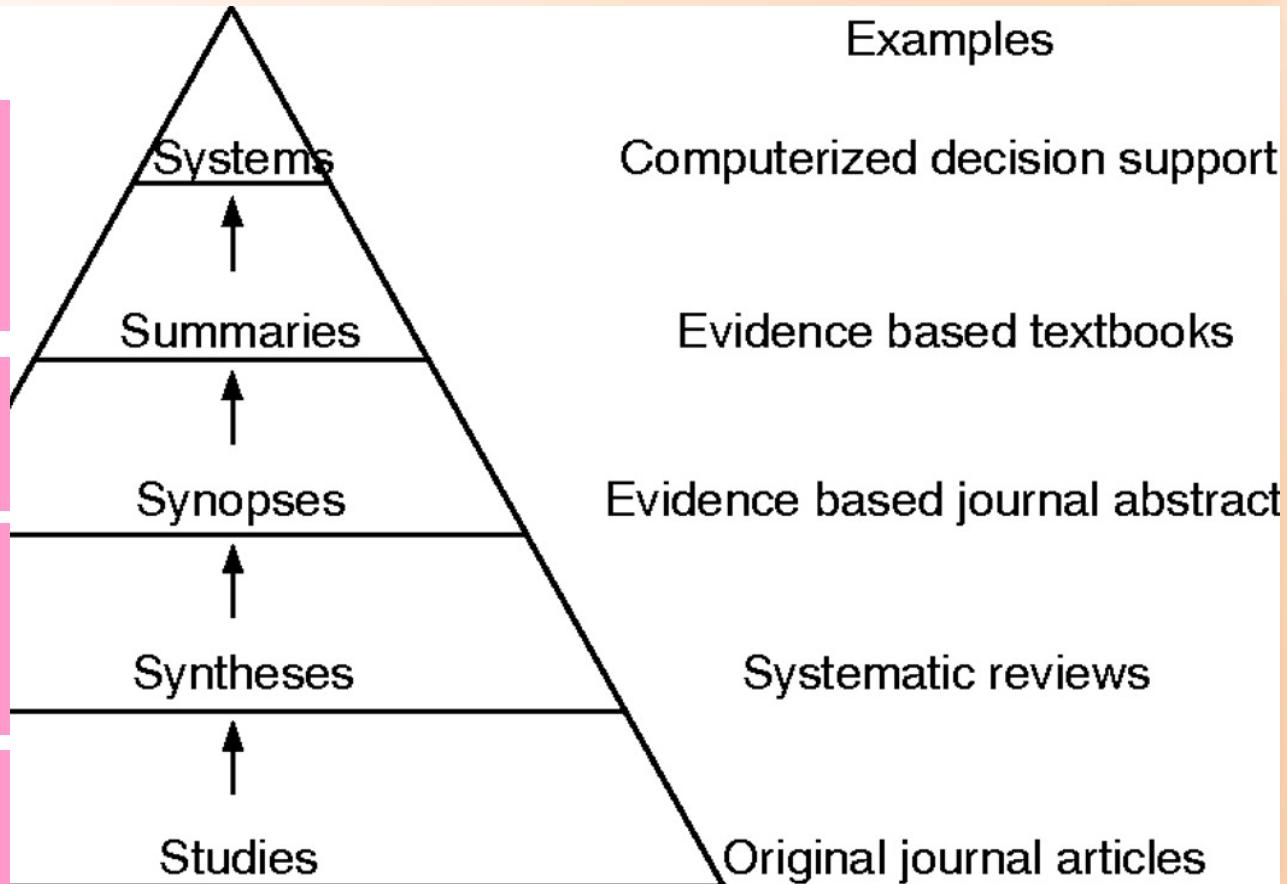 Examples
Systems Computerized decision support
Summaries Evidence based textbooks
Synopses Evidence based journal abstract
Syntheses Systematic reviews
Studies Original journal articles